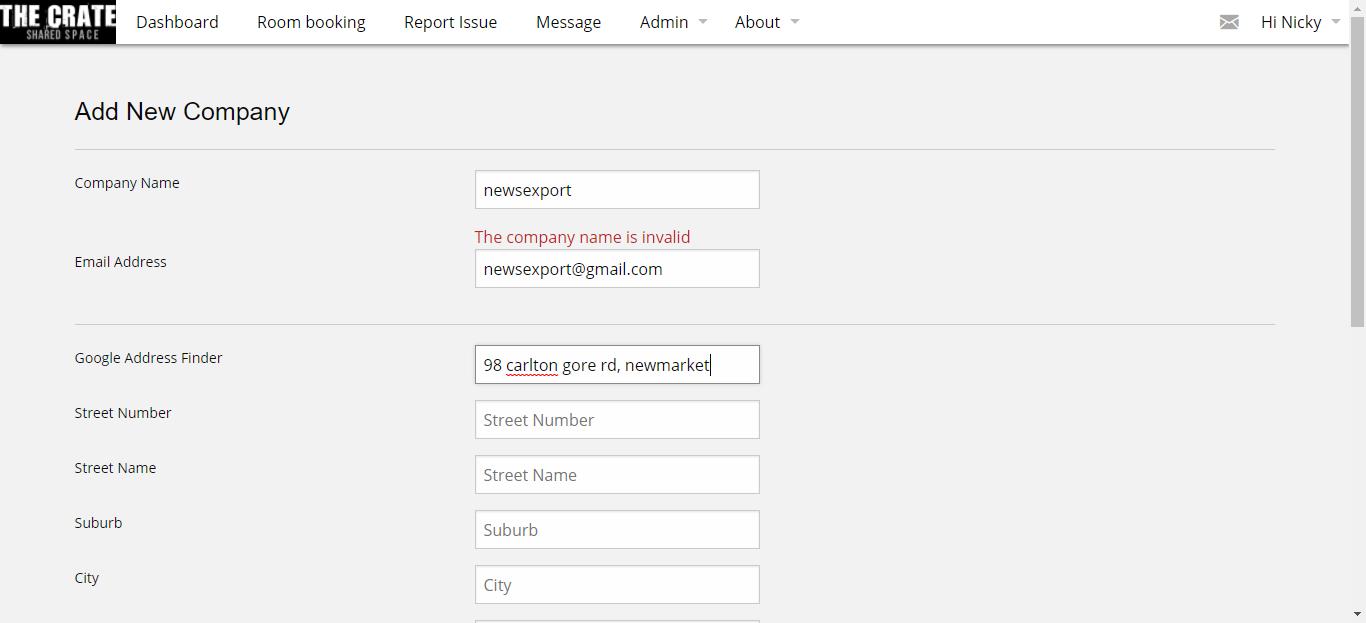 THE CRATE
SHARED SPACE
Dashboard
Room booking
Report Issue
Message
Admin
About
Hi Nicky
Add New Company
Company Name
newsexport
The company name is invalid
Email Address
newsexport@gmail.com
Google Address Finder
98 carlton gore rd, newmarket
Street Number
Street Number
Street Name
Street Name
Suburb
Suburb
City
City